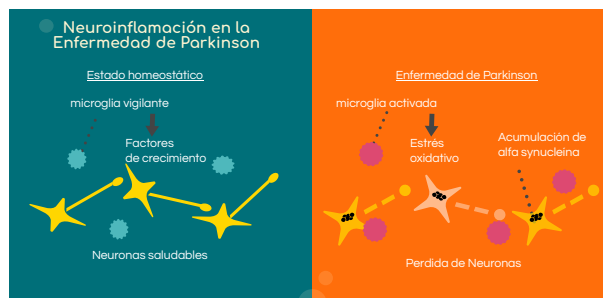 Neuroinflamación en la
Enfermedad de Parkinson
Estado homeostático
microglia vigilante
Factores
de crecimiento
Neuronas saludables
Enfermedad de Parkinson
microglia activada
Estrés
oxidativo
Acumulación de
alfa synucleína
Perdida de Neuronas